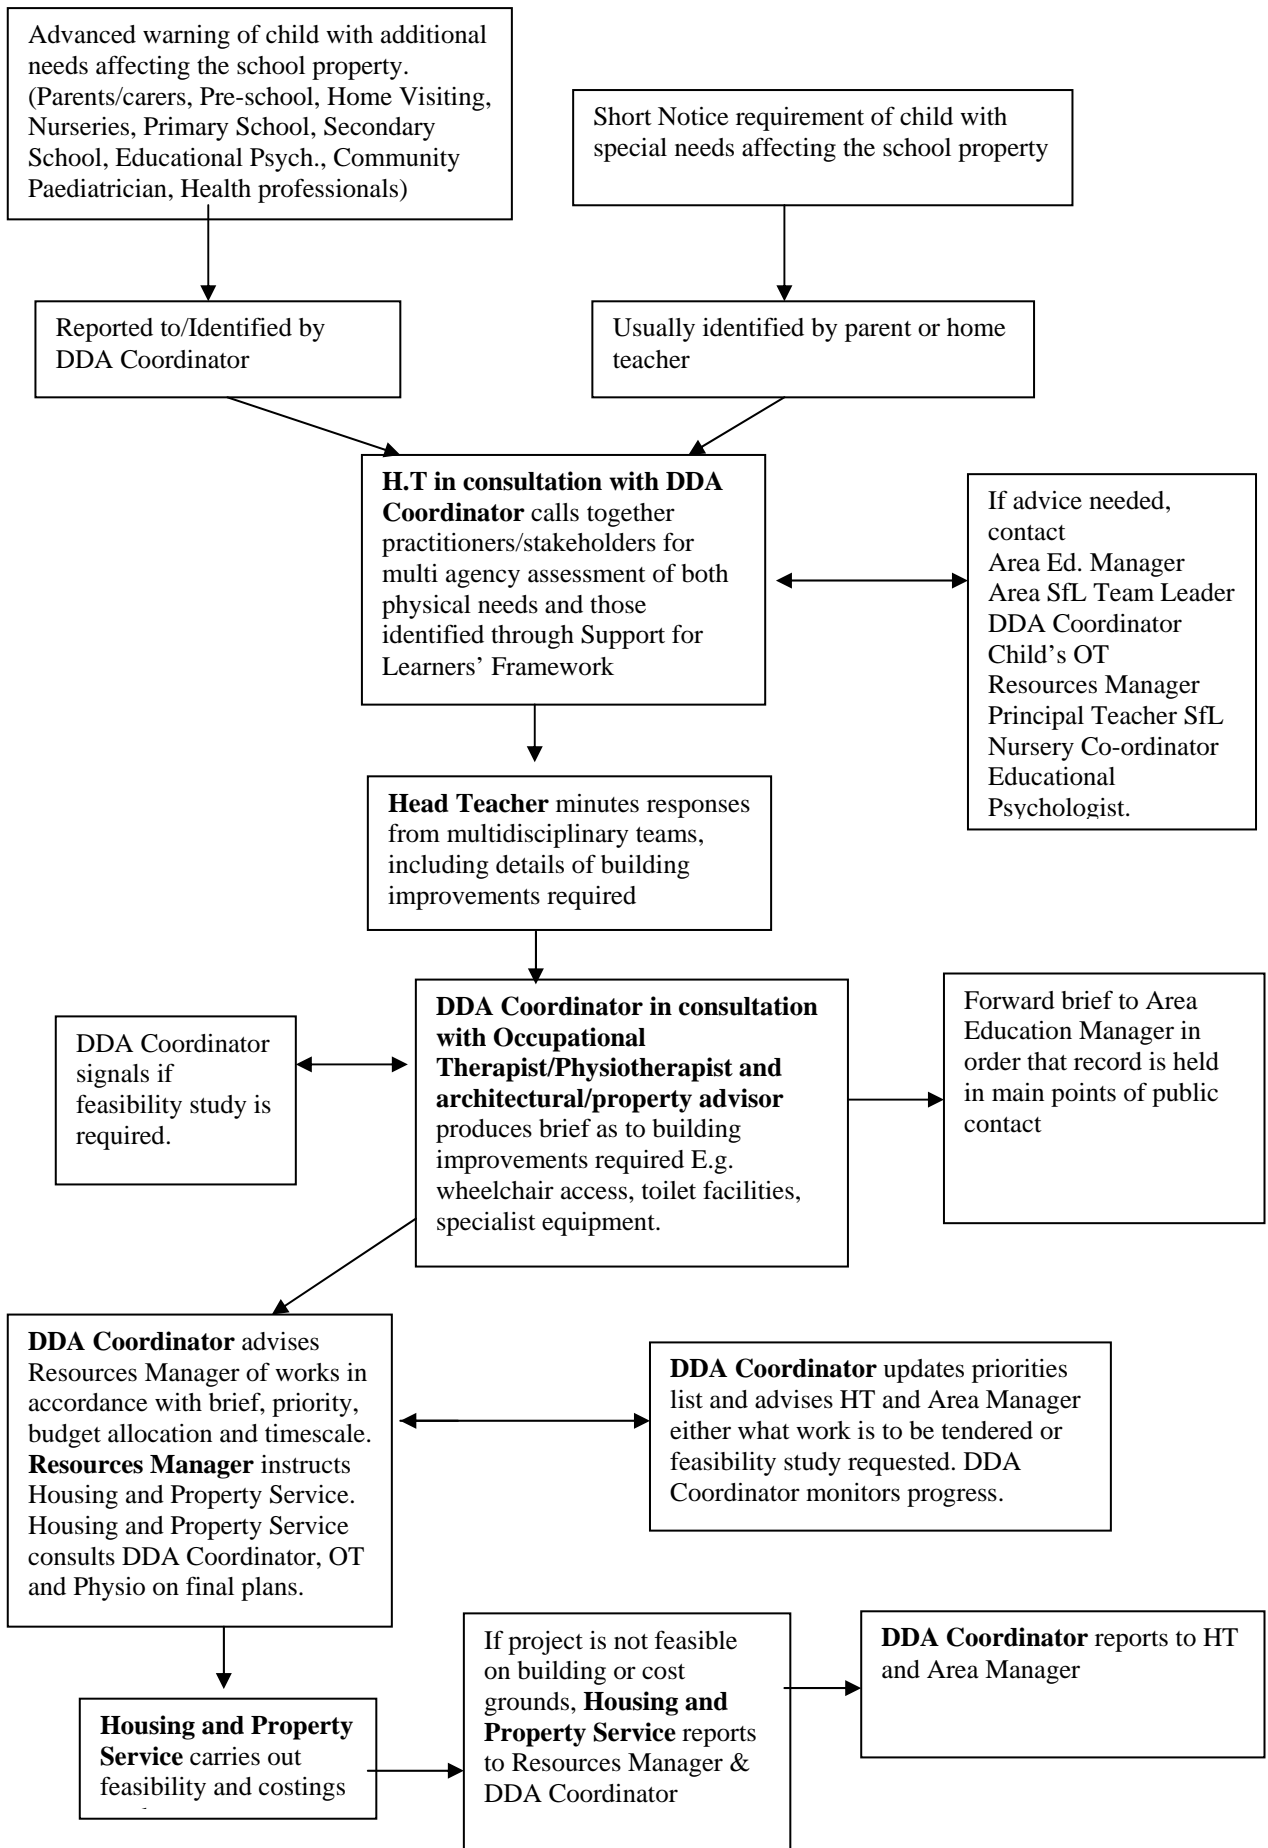 Advanced warning of child with additional
needs affecting the school property.
(Parents/carers, Pre-school, Home Visiting,
Nurseries, Primary School, Secondary
School, Educational Psych., Community
Paediatrician, Health professionals)
Short Notice requirement of child with
special needs affecting the school property
Reported to/Identified by
DDA Coordinator
Usually identified by parent or home
teacher
H.T in consultation with DDA
Coordinator calls together
practitioners/stakeholders for
multi agency assessment of both
physical needs and those
identified through Support for
Learners’ Framework
If advice needed,
contact
Area Ed. Manager
Area SfL Team Leader
DDA Coordinator
Child’s OT
Resources Manager
Principal Teacher SfL
Nursery Co-ordinator
Educational
Psychologist.
Head Teacher minutes responses
from multidisciplinary teams,
including details of building
improvements required
DDA Coordinator
signals if
feasibility study is
required.
DDA Coordinator in consultation
with Occupational
Therapist/Physiotherapist and
architectural/property advisor
produces brief as to building
improvements required E.g.
wheelchair access, toilet facilities,
specialist equipment.
Forward brief to Area
Education Manager in
order that record is held
in main points of public
contact
DDA Coordinator advises
Resources Manager of works in
accordance with brief, priority,
budget allocation and timescale.
Resources Manager instructs
Housing and Property Service.
Housing and Property Service
consults DDA Coordinator, OT
and Physio on final plans.
DDA Coordinator updates priorities
list and advises HT and Area Manager
either what work is to be tendered or
feasibility study requested. DDA
Coordinator monitors progress.
Housing and Property
Service carries out
feasibility and costings
If project is not feasible
on building or cost
grounds, Housing and
Property Service reports
to Resources Manager &
DDA Coordinator
DDA Coordinator reports to HT
and Area Manager